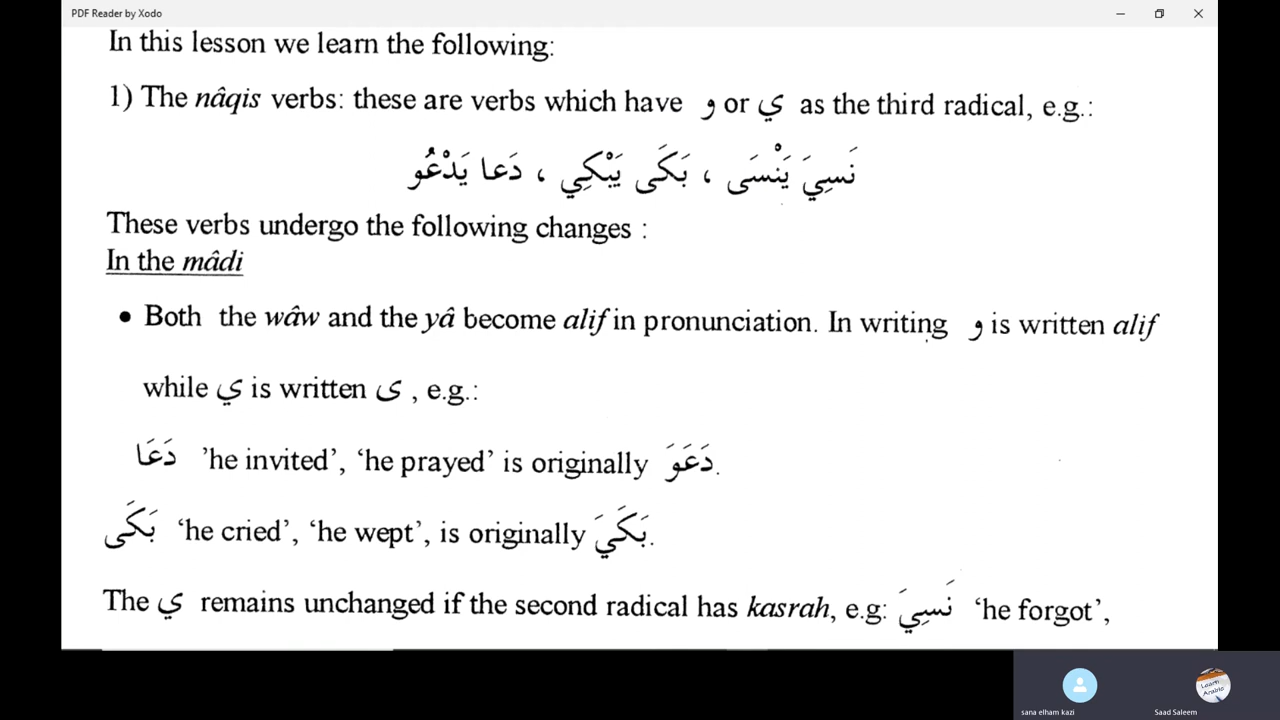 PDF Reader by Xodo
In this lesson we learn the following:
1) The nâqis verbs: these are verbs which have و or ي as the third radical, e.g.:
نَسِيَ يَنْسَى ، بَكَى يَبْكِي ، دَعا يَدْعُو
These verbs undergo the following changes :
In the mâdi
• Both the wâw and the yâ become alif in pronunciation. In writing و is written alif
while ي is written ى , e.g.:
دَعَا 'he invited', 'he prayed' is originally دَعَوَ.
بَكَى 'he cried', 'he wept', is originally بَكَيَ.
The ي remains unchanged if the second radical has kasrah, e.g: نَسِيَ 'he forgot',
Learn Arabic
sana elham kazi Saad Saleem